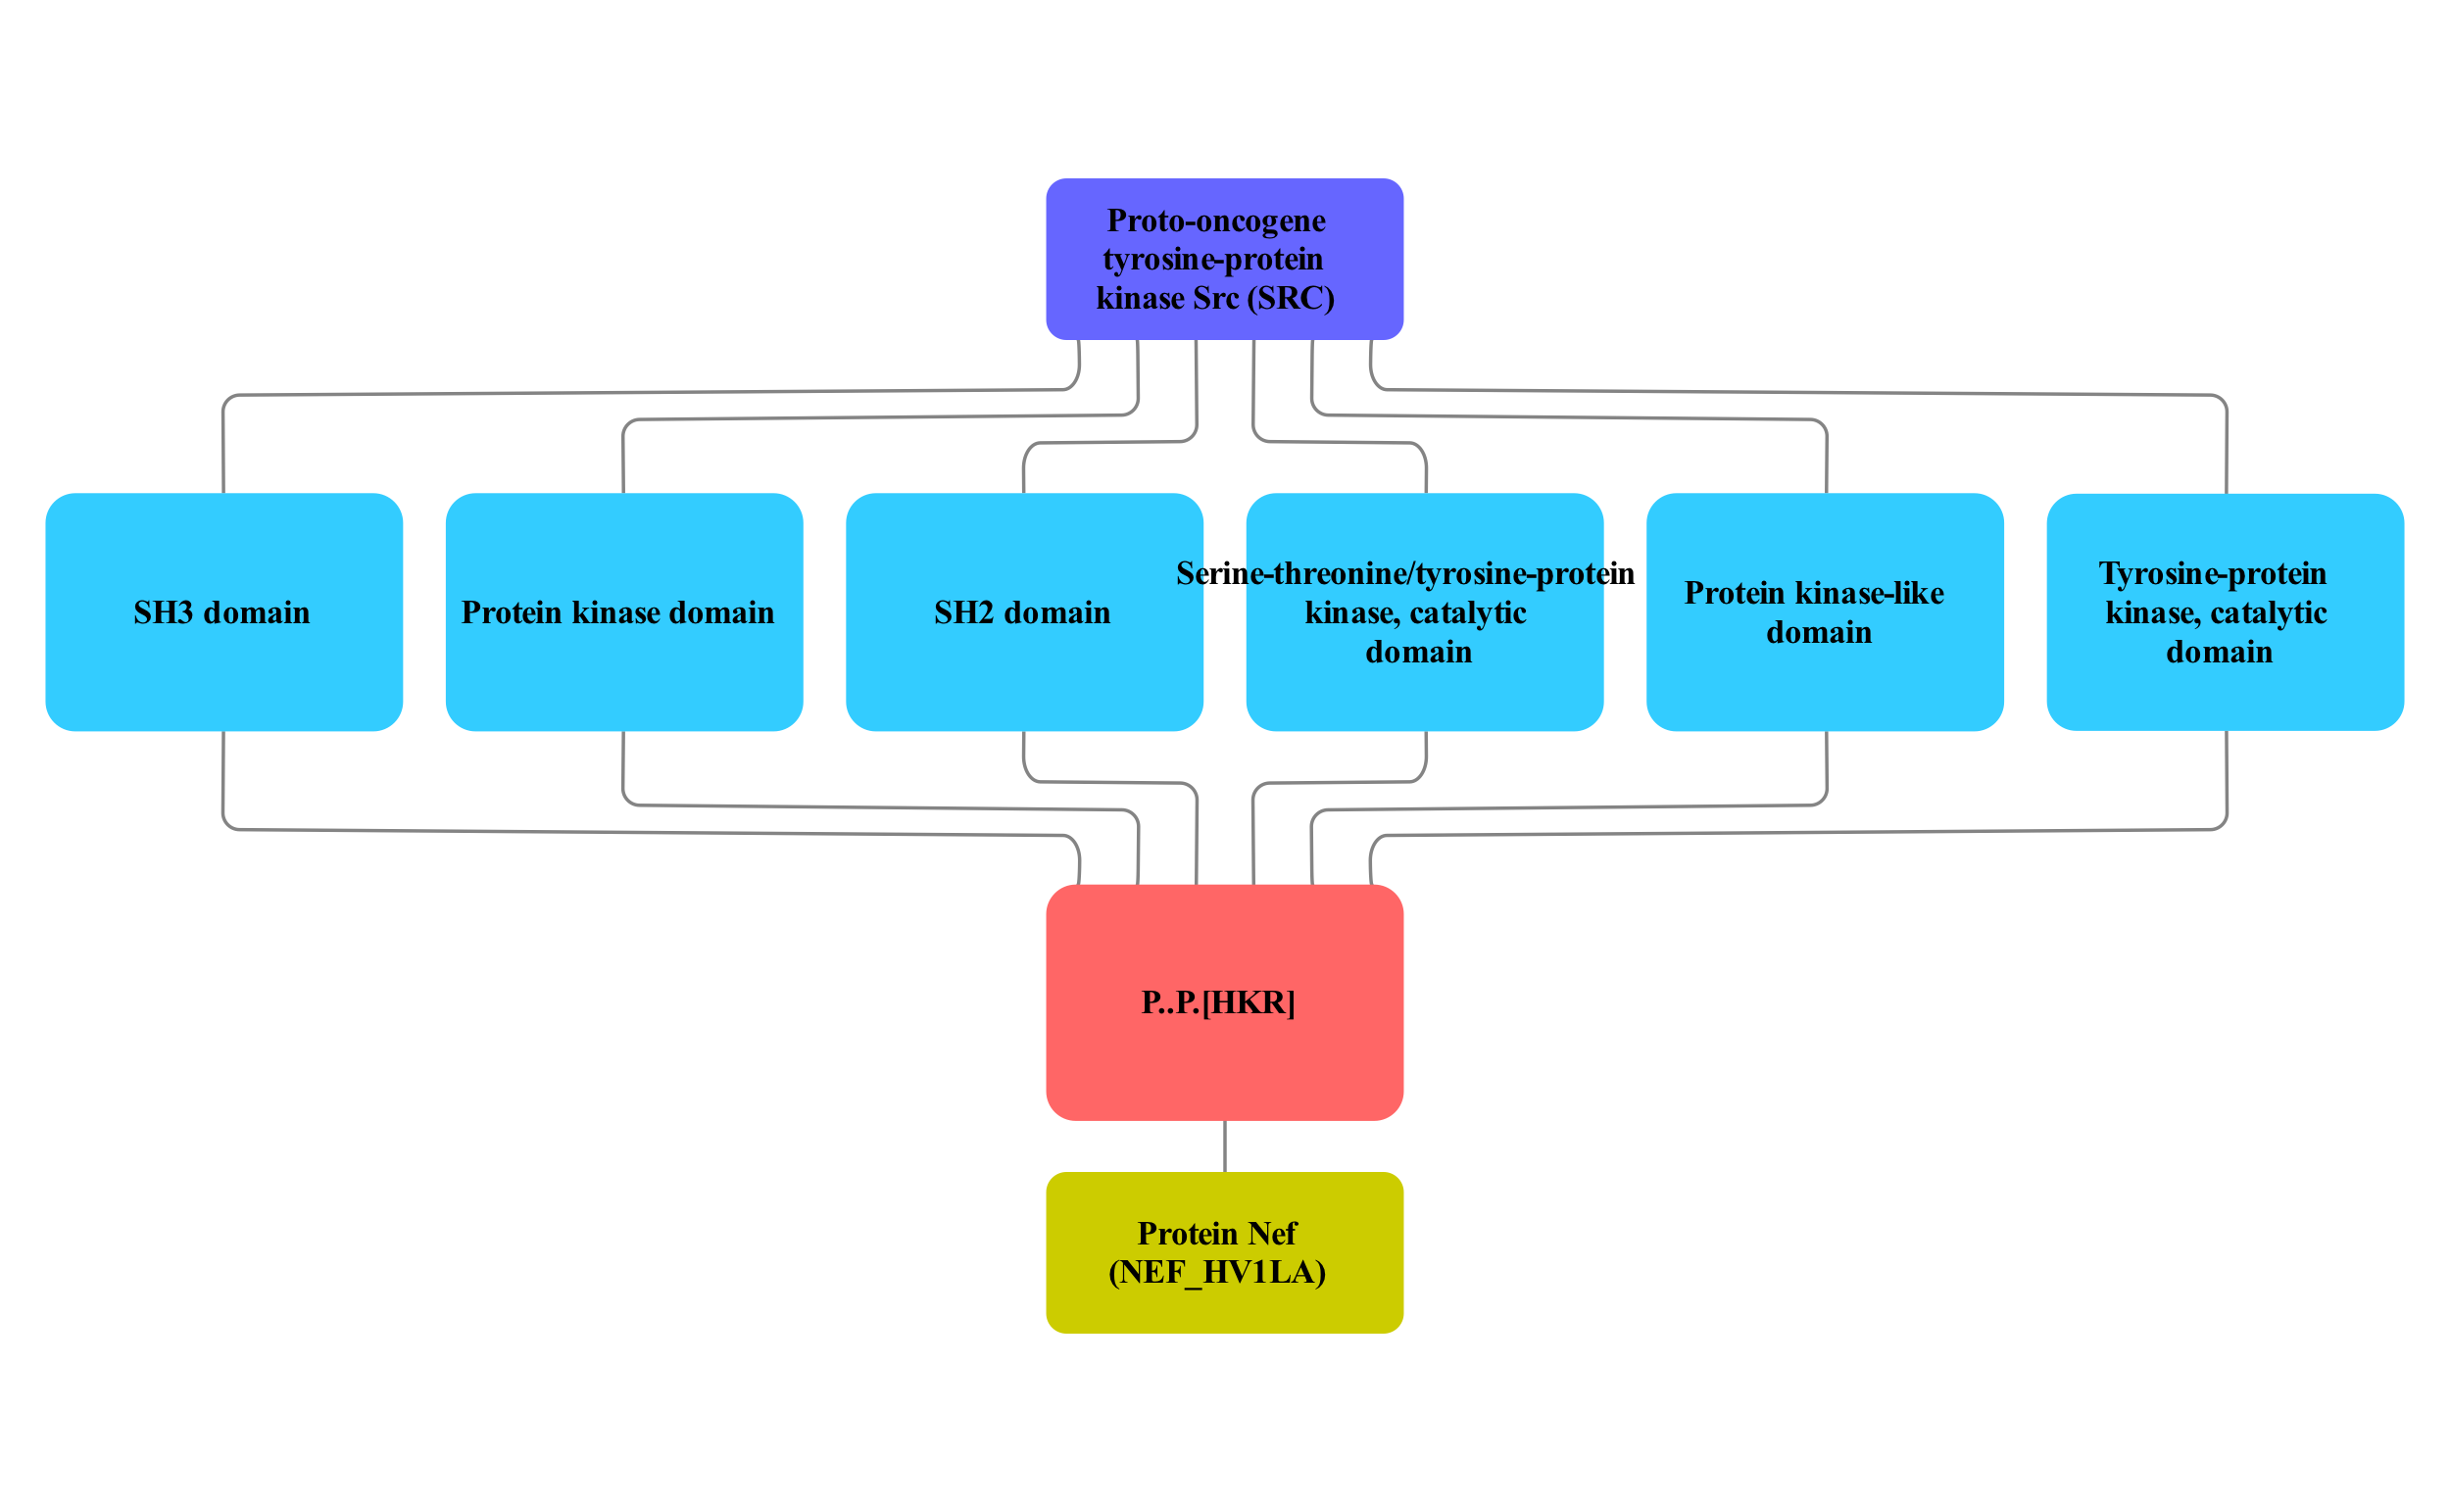 Proto-oncogene
tyrosine-protein
kinase Src (SRC)
SH3 domain
Protein kinase domain
SH2 domain
Serine-threonine/tyrosine-protein
kinase, catalytic
domain
Protein kinase-like
domain
Tyrosine-protein
kinase, catalytic
domain
P..P.[HKR]
Protein Nef
(NEF_HV1LA)